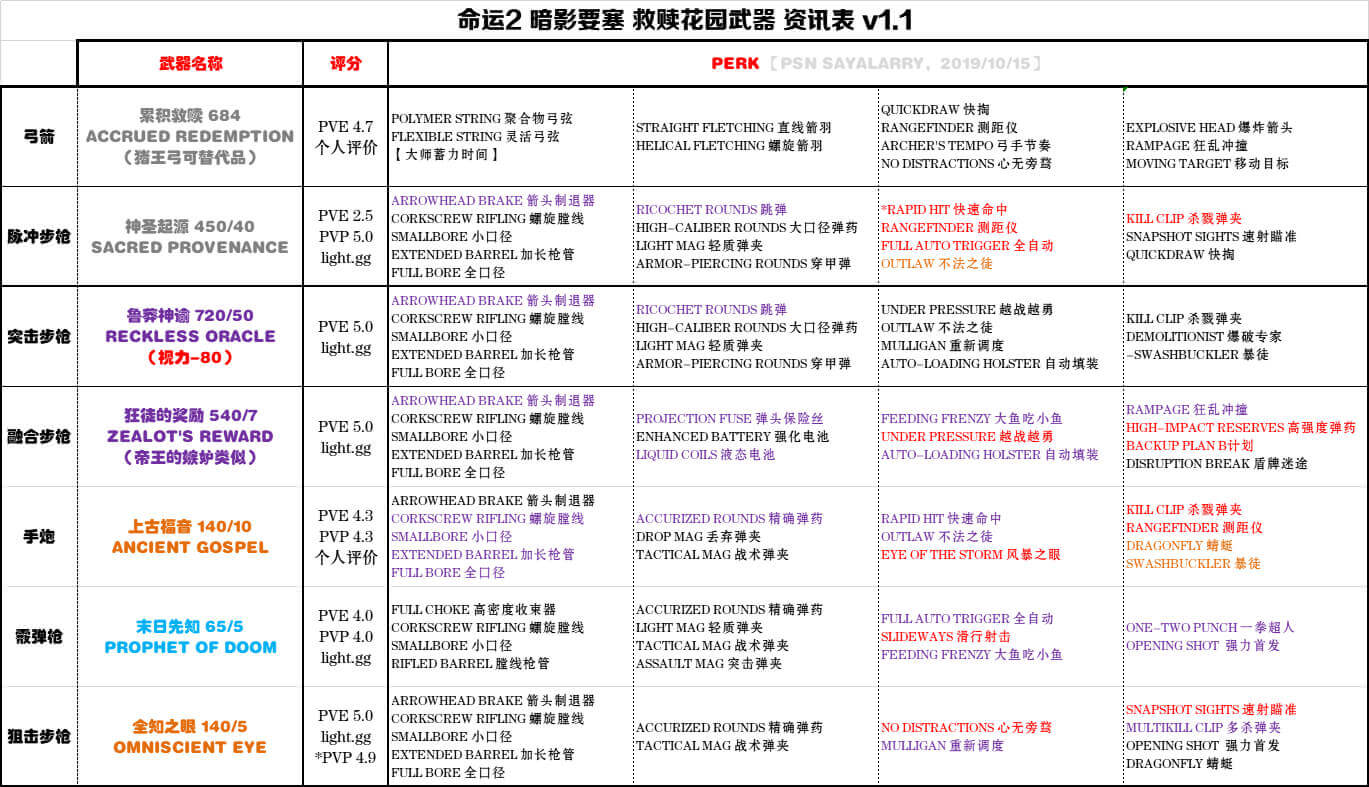 命运2 暗影要塞 救赎花园武器 资讯表 v1.1
武器名称
评分
PERK【PSN SAYALARRY，2019/10/15】
弓箭
累积救赎 684
ACCRUED REDEMPTION
（猪王弓可替代品）
PVE 4.7
个人评价
POLYMER STRING 聚合物弓弦
FLEXIBLE STRING 灵活弓弦
【大师蓄力时间】
STRAIGHT FLETCHING 直线箭羽
HELICAL FLETCHING 螺旋箭羽
QUICKDRAW 快掏
RANGEFINDER 测距仪
ARCHER'S TEMPO 弓手节奏
NO DISTRACTIONS 心无旁骛
EXPLOSIVE HEAD 爆炸箭头
RAMPAGE 狂乱冲撞
MOVING TARGET 移动目标
脉冲步枪
神圣起源 450/40
SACRED PROVENANCE
PVE 2.5
PVP 5.0
light.gg
ARROWHEAD BRAKE 箭头制退器
CORKSCREW RIFLING 螺旋膛线
SMALLBORE 小口径
EXTENDED BARREL 加长枪管
FULL BORE 全口径
RICOCHET ROUNDS 跳弹
HIGH-CALIBER ROUNDS 大口径弹药
LIGHT MAG 轻质弹夹
ARMOR-PIERCING ROUNDS 穿甲弹
*RAPID HIT 快速命中
RANGEFINDER 测距仪
FULL AUTO TRIGGER 全自动
OUTLAW 不法之徒
KILL CLIP 杀戮弹夹
SNAPSHOT SIGHTS 速射瞄准
QUICKDRAW 快掏
突击步枪
鲁莽神谕 720/50
RECKLESS ORACLE
（视力-80）
PVE 5.0
light.gg
ARROWHEAD BRAKE 箭头制退器
CORKSCREW RIFLING 螺旋膛线
SMALLBORE 小口径
EXTENDED BARREL 加长枪管
FULL BORE 全口径
RICOCHET ROUNDS 跳弹
HIGH-CALIBER ROUNDS 大口径弹药
LIGHT MAG 轻质弹夹
ARMOR-PIERCING ROUNDS 穿甲弹
UNDER PRESSURE 越战越勇
OUTLAW 不法之徒
MULLIGAN 重新调度
AUTO-LOADING HOLSTER 自动填装
KILL CLIP 杀戮弹夹
DEMOLITIONIST 爆破专家
-SWASHBUCKLER 暴徒
融合步枪
狂徒的奖励 540/7
ZEALOT'S REWARD
（帝王的嫉妒类似）
PVE 5.0
light.gg
ARROWHEAD BRAKE 箭头制退器
CORKSCREW RIFLING 螺旋膛线
SMALLBORE 小口径
EXTENDED BARREL 加长枪管
FULL BORE 全口径
PROJECTION FUSE 弹头保险丝
ENHANCED BATTERY 强化电池
LIQUID COILS 液态电池
FEEDING FRENZY 大鱼吃小鱼
UNDER PRESSURE 越战越勇
AUTO-LOADING HOLSTER 自动填装
RAMPAGE 狂乱冲撞
HIGH-IMPACT RESERVES 高强度弹药
BACKUP PLAN B计划
DISRUPTION BREAK 盾牌迷途
手炮
上古福音 140/10
ANCIENT GOSPEL
PVE 4.3
PVP 4.3
个人评价
ARROWHEAD BRAKE 箭头制退器
CORKSCREW RIFLING 螺旋膛线
SMALLBORE 小口径
EXTENDED BARREL 加长枪管
FULL BORE 全口径
ACCURIZED ROUNDS 精确弹药
DROP MAG 丢弃弹夹
TACTICAL MAG 战术弹夹
RAPID HIT 快速命中
OUTLAW 不法之徒
EYE OF THE STORM 风暴之眼
KILL CLIP 杀戮弹夹
RANGEFINDER 测距仪
DRAGONFLY 蜻蜓
SWASHBUCKLER 暴徒
霰弹枪
末日先知 65/5
PROPHET OF DOOM
PVE 4.0
PVP 4.0
light.gg
FULL CHOKE 高密度收束器
CORKSCREW RIFLING 螺旋膛线
SMALLBORE 小口径
RIFLED BARREL 膛线枪管
ACCURIZED ROUNDS 精确弹药
LIGHT MAG 轻质弹夹
TACTICAL MAG 战术弹夹
ASSAULT MAG 突击弹夹
FULL AUTO TRIGGER 全自动
SLIDEWAYS 滑行射击
FEEDING FRENZY 大鱼吃小鱼
ONE-TWO PUNCH 一拳超人
OPENING SHOT 强力首发
狙击步枪
全知之眼 140/5
OMNISCIENT EYE
PVE 5.0
light.gg
*PVP 4.9
ARROWHEAD BRAKE 箭头制退器
CORKSCREW RIFLING 螺旋膛线
SMALLBORE 小口径
EXTENDED BARREL 加长枪管
FULL BORE 全口径
ACCURIZED ROUNDS 精确弹药
TACTICAL MAG 战术弹夹
NO DISTRACTIONS 心无旁骛
MULLIGAN 重新调度
SNAPSHOT SIGHTS 速射瞄准
MULTIKILL CLIP 多杀弹夹
OPENING SHOT 强力首发
DRAGONFLY 蜻蜓